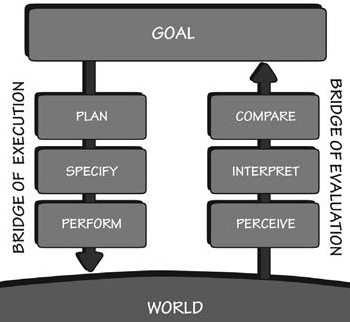 GOAL
BRIDGE OF EXECUTION
PLAN
SPECIFY
PERFORM
COMPARE
INTERPRET
PERCEIVE
BRIDGE OF EVALUATION
WORLD